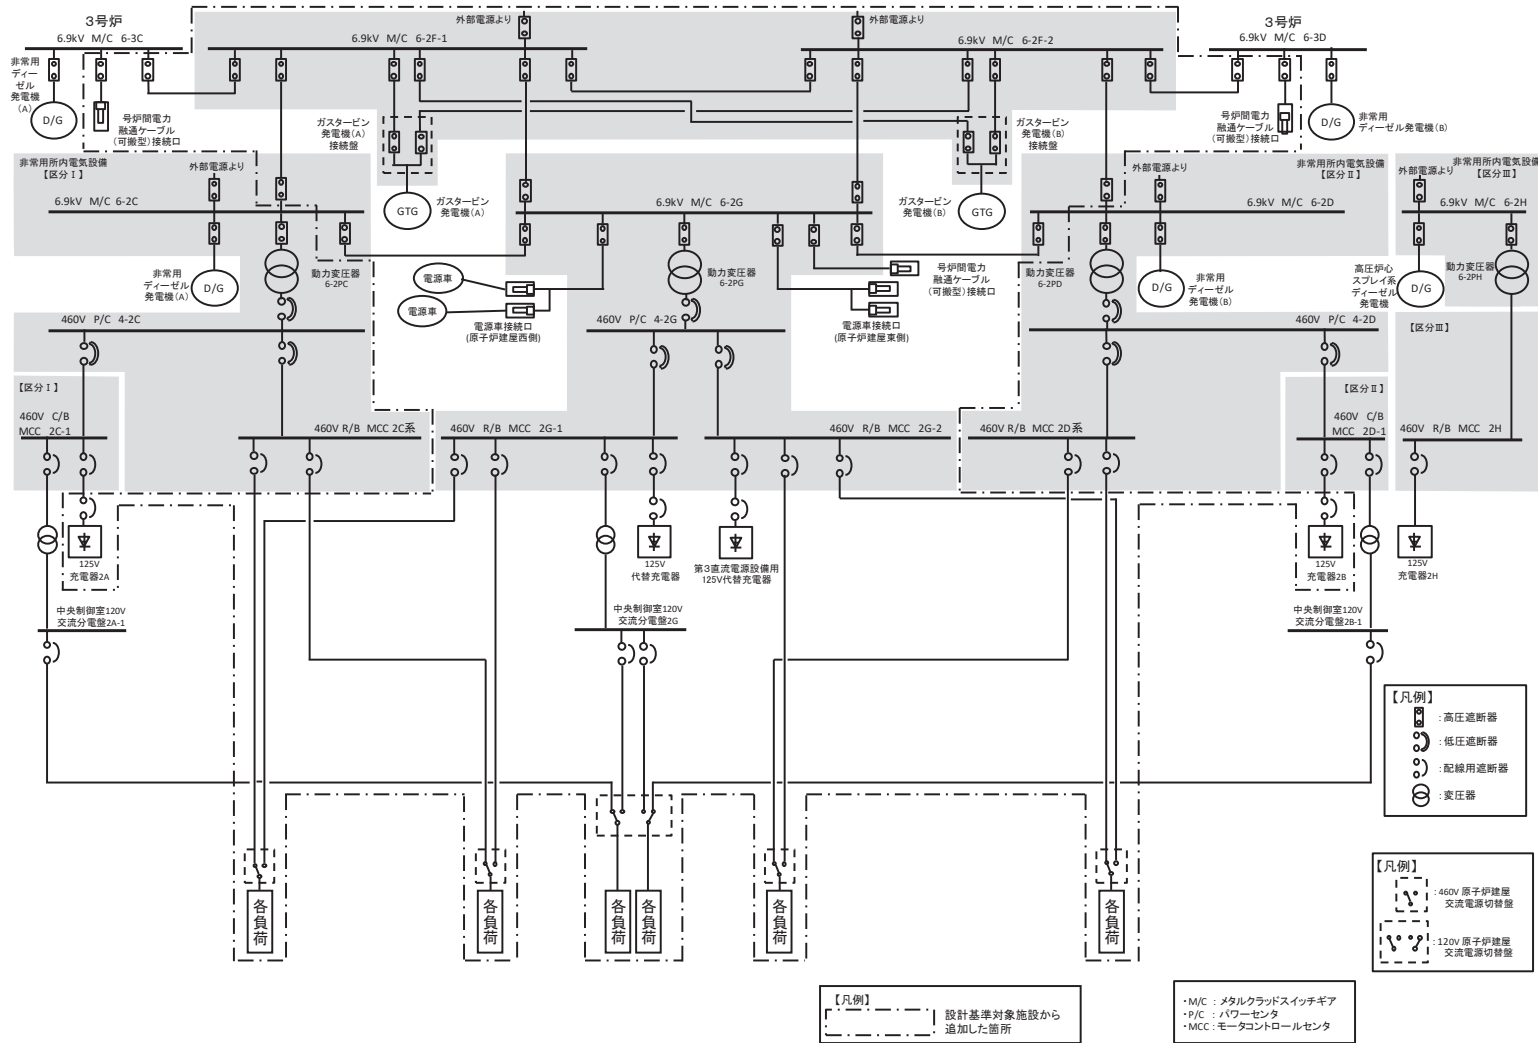 3号炉
6.9kV M/C 6-3C
外部電源より
6.9kV M/C 6-2F-1
外部電源より
6.9kV M/C 6-2F-2
3号炉
6.9kV M/C 6-3D
非常用
ディー
ゼル
発電機
(A)
D/G
号炉間電力
融通ケーブル
(可搬型)接続口
ガスタービン
発電機(A)
接続盤
ガスタービン
発電機(B)
接続盤
号炉間電力
融通ケーブル
(可搬型)接続口
D/G
非常用
ディーゼル発電機(B)
非常用所内電気設備
【区分Ⅰ】
外部電源より
6.9kV M/C 6-2C
GTG
ガスタービン
発電機(A)
6.9kV M/C 6-2G
ガスタービン
発電機(B)
GTG
外部電源より
非常用所内電気設備
【区分Ⅱ】
6.9kV M/C 6-2D
非常用所内電気設備
【区分Ⅲ】
外部電源より
6.9kV M/C 6-2H
非常用
ディーゼル
発電機(A)
D/G
動力変圧器
6-2PC
電源車
電源車
電源車接続口
(原子炉建屋西側)
動力変圧器
6-2PG
号炉間電力
融通ケーブル
(可搬型)接続口
電源車接続口
(原子炉建屋東側)
動力変圧器
6-2PD
D/G
非常用
ディーゼル
発電機(B)
高圧炉心
スプレイ系
ディーゼル
発電機
D/G
動力変圧器
6-2PH
460V P/C 4-2C
460V P/C 4-2G
460V P/C 4-2D
【区分Ⅲ】
【区分Ⅰ】
【区分Ⅱ】
460V C/B
MCC 2C-1
460V R/B MCC 2C系
460V R/B MCC 2G-1
460V R/B MCC 2G-2
460V R/B MCC 2D系
460V C/B
MCC 2D-1
460V R/B MCC 2H
125V
充電器2A
125V
代替充電器
第3直流電源設備用
125V代替充電器
125V
充電器2B
125V
充電器2H
中央制御室120V
交流分電盤2A-1
中央制御室120V
交流分電盤2G
中央制御室120V
交流分電盤2B-1
【凡例】
:高圧遮断器
:低圧遮断器
:配線用遮断器
:変圧器
【凡例】
:460V 原子炉建屋
交流電源切替盤
:120V 原子炉建屋
交流電源切替盤
各負荷
各負荷
各負荷
各負荷
各負荷
各負荷
【凡例】
設計基準対象施設から
追加した箇所
・M/C : メタルクラッドスイッチギア
・P/C : パワーセンタ
・MCC:モータコントロールセンタ